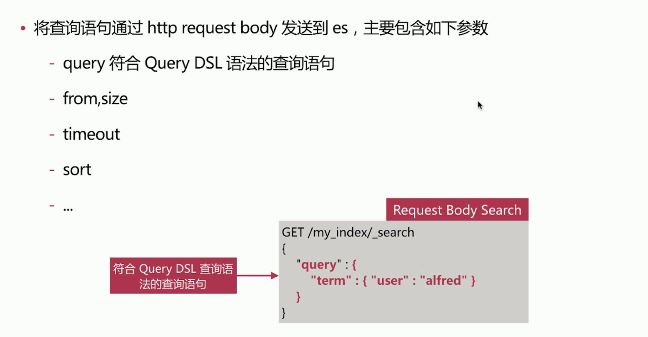 • 将查询语句通过 http request body 发送到 es，主要包含如下参数
- query 符合 Query DSL 语法的查询语句
- from,size
- timeout
- sort
- ...
Request Body Search
GET /my_index/_search
{
"query" : {
"term" : { "user" : "alfred" }
}
}
符合 Query DSL 查询语
法的查询语句